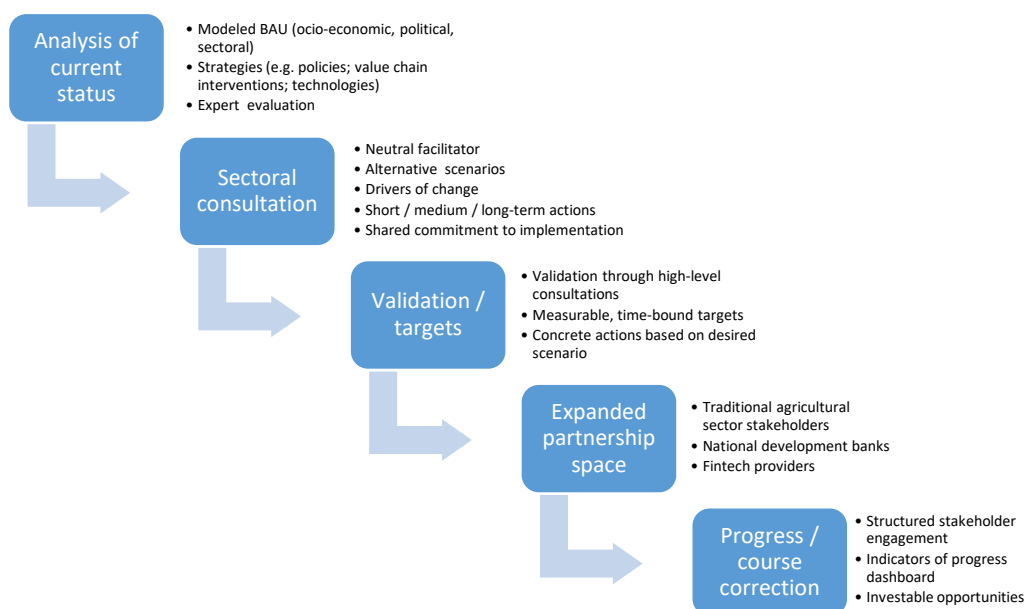 Analysis of
current
status
• Modeled BAU (ocio-economic, political,
sectoral)
• Strategies (e.g. policies; value chain
interventions; technologies)
• Expert evaluation
Sectoral
consultation
• Neutral facilitator
• Alternative scenarios
• Drivers of change
• Short / medium / long-term actions
• Shared commitment to implementation
Validation /
targets
• Validation through high-level
consultations
• Measurable, time-bound targets
• Concrete actions based on desired
scenario
Expanded
partnership
space
• Traditional agricultural
sector stakeholders
• National development banks
• Fintech providers
Progress /
course
correction
• Structured stakeholder
engagement
• Indicators of progress
dashboard
• Investable opportunities